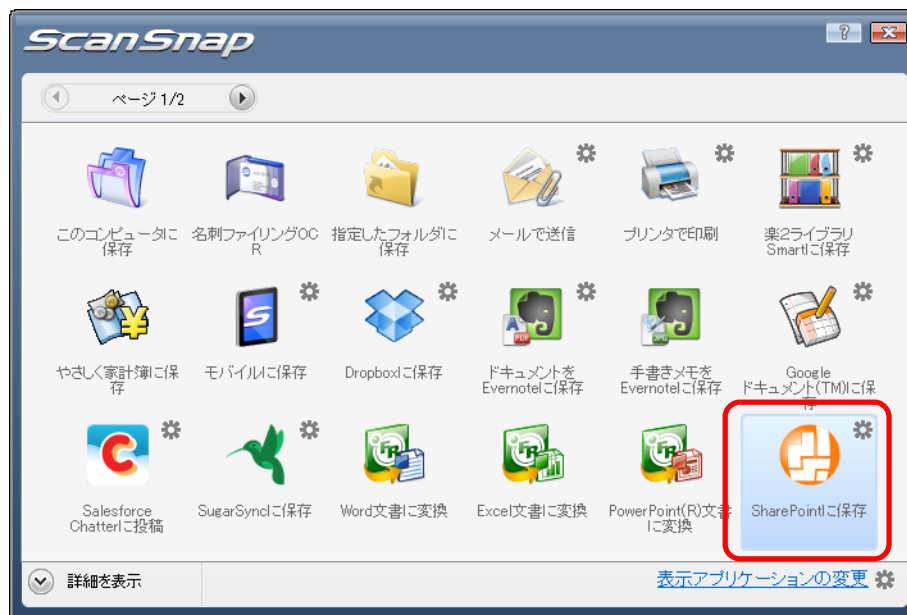 ScanSnap
ページ 1/2
このコンピュータに
保存
名刺ファイリングOC
R
指定したフォルダに
保存
メールで送信
プリンタで印刷
楽2ライブラリ
Smartに保存
やさしく家計簿に保
存
モバイルに保存
Dropboxに保存
ドキュメントを
Evernoteに保存
手書きメモを
Evernoteに保存
Google
ドキュメント(TM)に保
存
Salesforce
Chatterに投稿
SugarSyncに保存
Word文書に変換
Excel文書に変換
PowerPoint(R)文書
に変換
SharePointに保存
詳細を表示
表示アプリケーションの変更